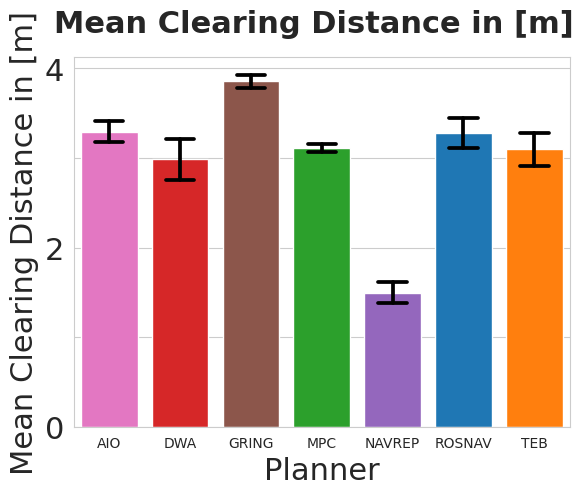 Mean Clearing Distance in [m]
Mean Clearing Distance in [m]
4
2
0
AIO DWA GRING MPC NAVREP ROSNAV TEB
Planner